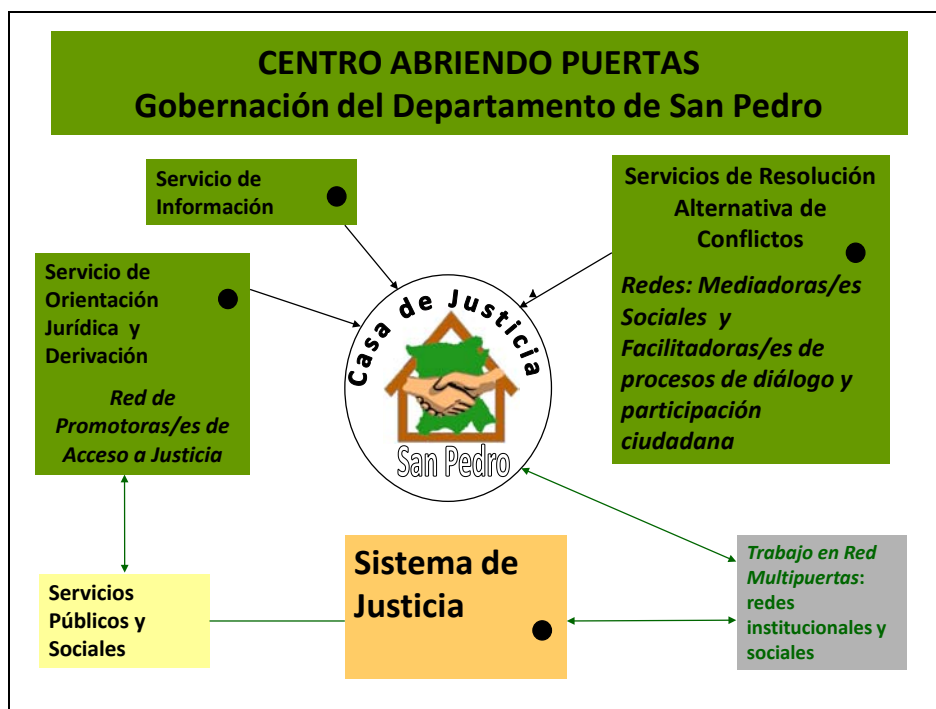 CENTRO ABRIENDO PUERTAS
Gobernación del Departamento de San Pedro
Servicio de
Información
Servicios de Resolución
Alternativa de
Conflictos
Redes: Mediadoras/es
Sociales y
Facilitadoras/es de
procesos de diálogo y
participación
ciudadana
Servicio de
Orientación
Jurídica y
Derivación
Red de
Promotoras/es de
Acceso a Justicia
Casa de Justicia
San Pedro
Servicios
Públicos y
Sociales
Sistema de
Justicia
Trabajo en Red
Multipuertas:
redes
institucionales y
sociales